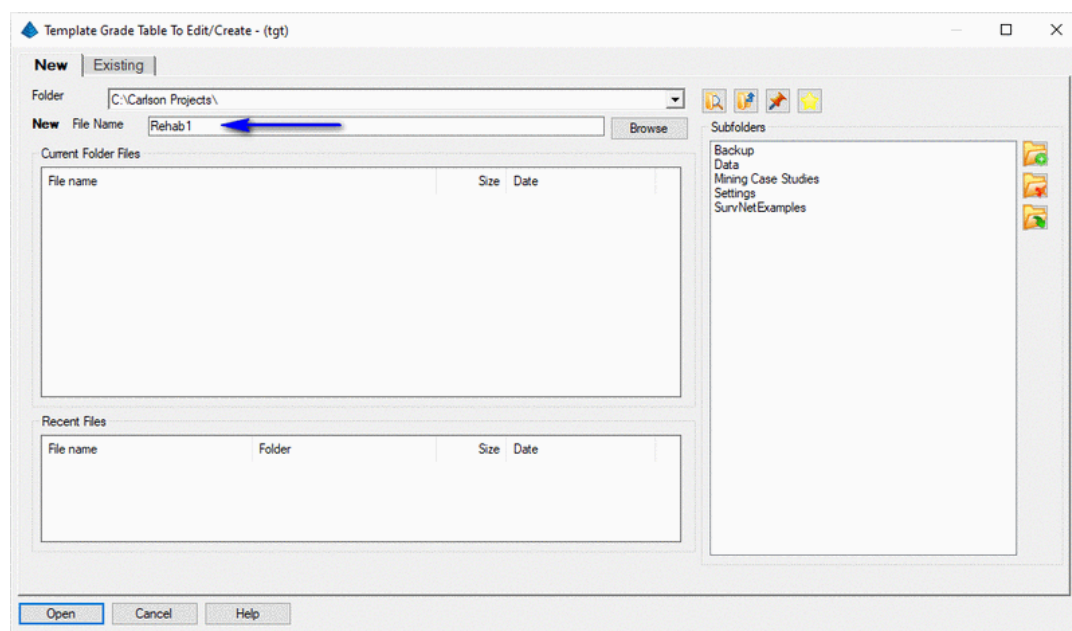 Template Grade Table To Edit/Create - (tgt)
New Existing
Folder C:\Carlson Projects\
New File Name Rehab1 Browse
Current Folder Files
File name Size Date
Recent Files
File name Folder Size Date
Subfolders
Backup
Data
Mining Case Studies
Settings
SurvNetExamples
Open Cancel Help